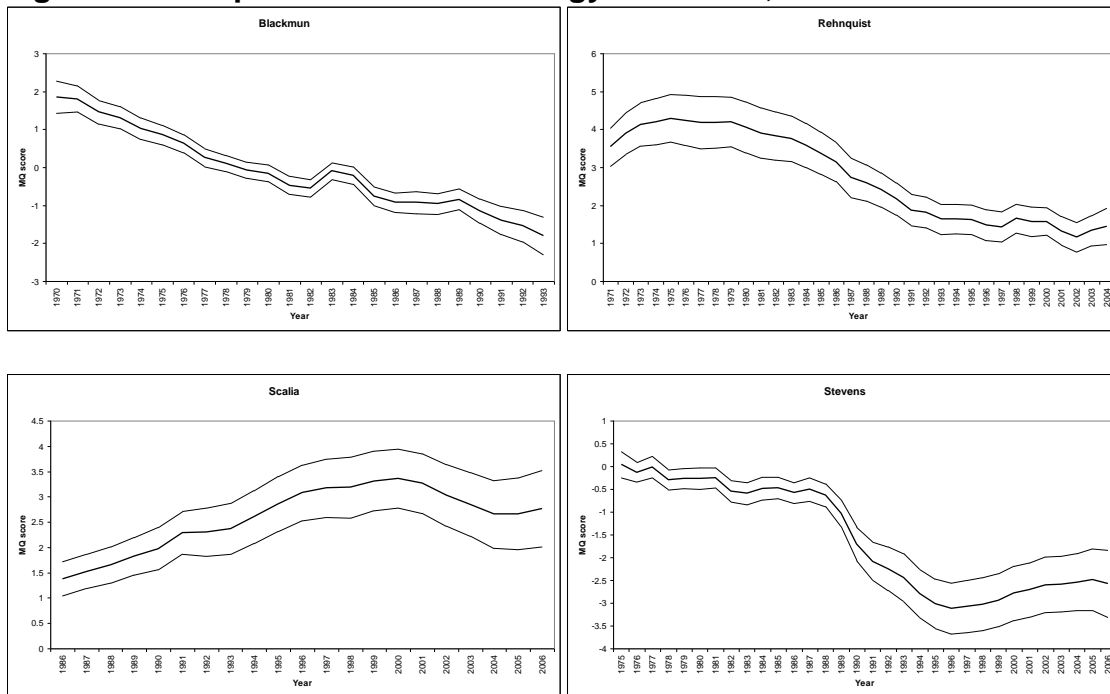 Blackmun
3
2
1
0
-1
-2
-3
MQ score
1970 1971 1972 1973 1974 1975 1976 1977 1978 1979 1980 1981 1982 1983 1984 1985 1986 1987 1988 1989 1990 1991 1992 1993
Year
Rehnquist
6
5
4
3
2
1
0
MQ score
1971 1972 1973 1974 1975 1976 1977 1978 1979 1980 1981 1982 1983 1984 1985 1986 1987 1988 1989 1990 1991 1992 1993 1994 1995 1996 1997 1998 1999 2000 2001 2002 2003 2004
Year
Scalia
4.5
4
3.5
3
2.5
2
1.5
1
0.5
0
MQ score
1986 1987 1988 1989 1990 1991 1992 1993 1994 1995 1996 1997 1998 1999 2000 2001 2002 2003 2004 2005 2006
Year
Stevens
1
0.5
0
-0.5
-1
-1.5
-2
-2.5
-3
-3.5
-4
MQ score
1975 1976 1977 1978 1979 1980 1981 1982 1983 1984 1985 1986 1987 1988 1989 1990 1991 1992 1993 1994 1995 1996 1997 1998 1999 2000 2001 2002 2003 2004 2005 2006
Year